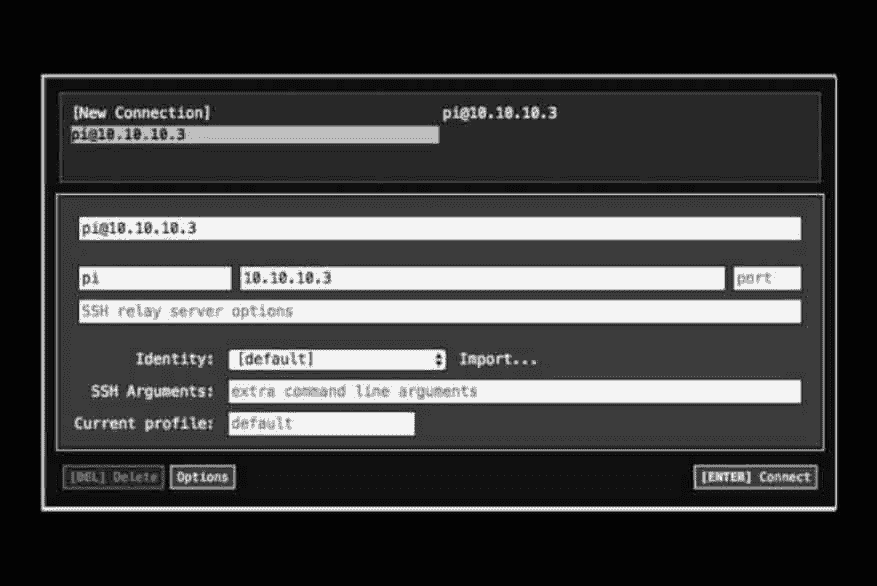 [New Connection] pi@10.10.10.3
pi@10.10.10.3
pi@10.10.10.3
pi 10.10.10.3 port
SSH relay server options
Identity: [default] Import...
SSH Arguments: extra command line arguments
Current profile: default
[DEL] Delete Options [ENTER] Connect